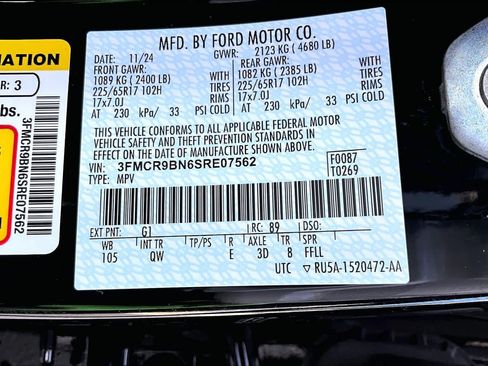 MFD. BY FORD MOTOR CO.
DATE: 11/24 GVWR: 2123 KG (4680 LB)
FRONT GAWR: REAR GAWR:
1089 KG (2400 LB) 1082 KG (2385 LB)
225/65R17 102H TIRES 225/65R17 102H TIRES
17x7.0J RIMS 17x7.0J RIMS
AT 230 kPa/ 33 PSI COLD AT 230 kPa/ 33 PSI COLD
THIS VEHICLE CONFORMS TO ALL APPLICABLE FEDERAL MOTOR
VEHICLE SAFETY AND THEFT PREVENTION STANDARDS IN
EFFECT ON THE DATE OF MANUFACTURE SHOWN ABOVE.
VIN: 3FMCR9BN6SRE07562 F0087
TYPE: MPV T0269
EXT PNT: G1 RC: 89 DSO:
WB INT TR TP/PS R AXLE TR SPR
105 QW E 3D 8 FFLL
UTC ▽ RU5A-1520472-AA
R: 3
bs.
3FMCR9BN6SRE07562